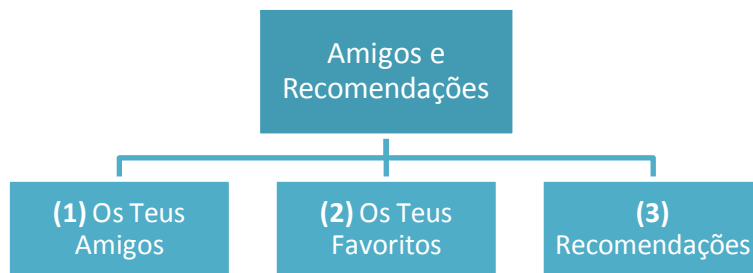 Amigos e
Recomendações
(1) Os Teus
Amigos
(2) Os Teus
Favoritos
(3)
Recomendações